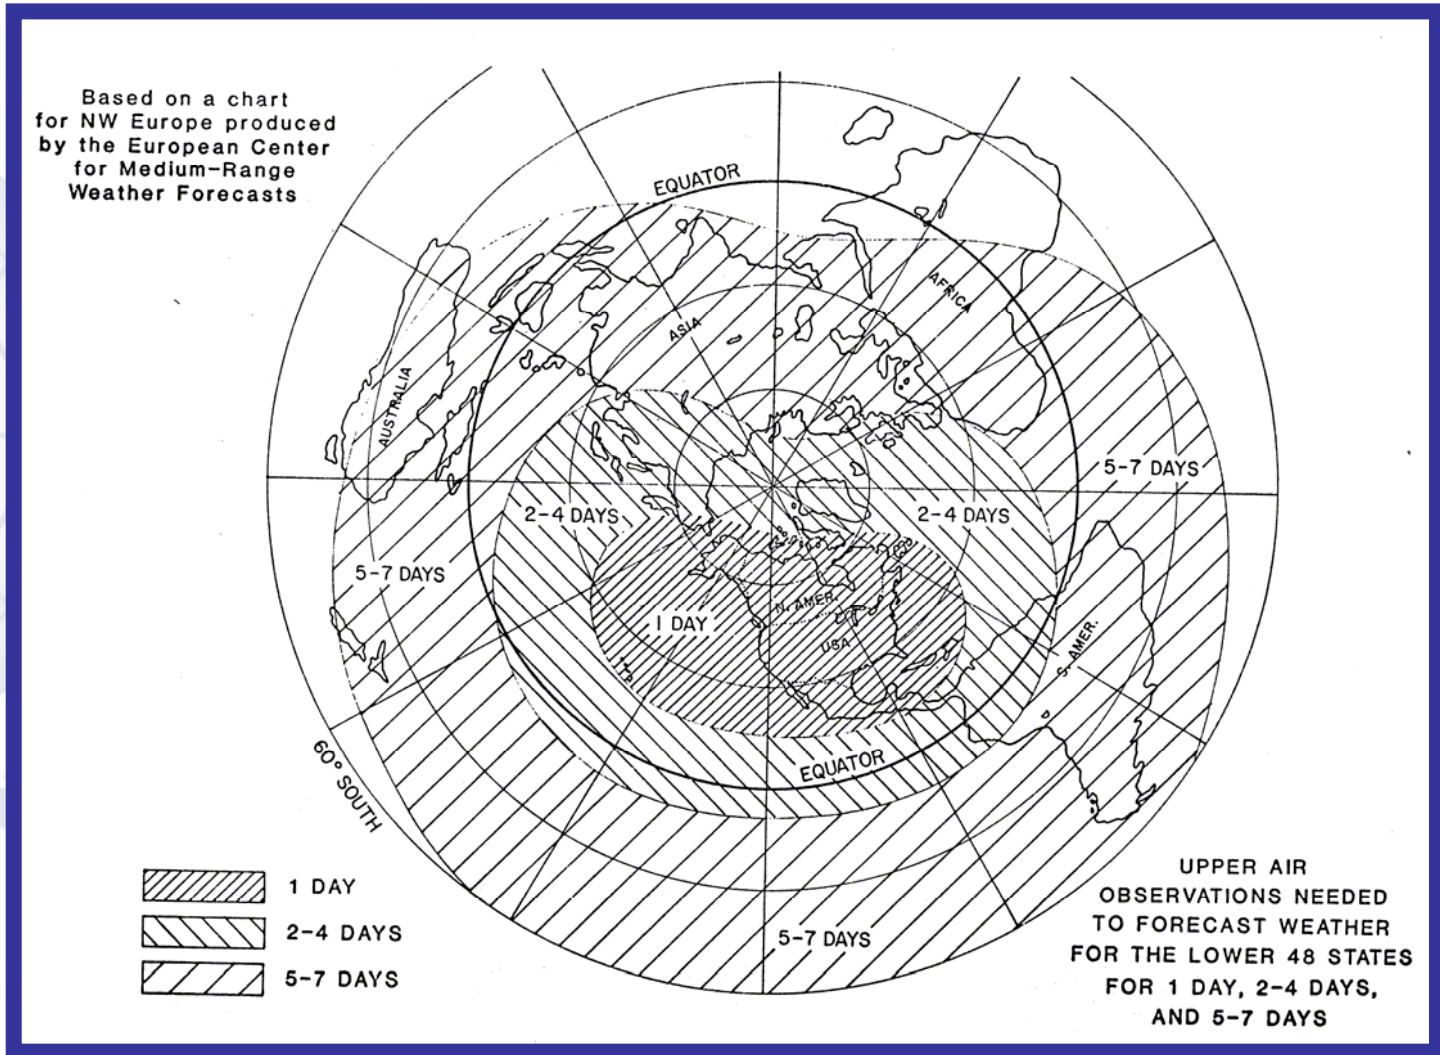 Based on a chart
for NW Europe produced
by the European Center
for Medium-Range
Weather Forecasts
EQUATOR
AFRICA
ASIA
AUSTRALIA
5-7 DAYS
2-4 DAYS
2-4 DAYS
5-7 DAYS
N. AMER.
1 DAY
USA
S. AMER.
EQUATOR
60° SOUTH
5-7 DAYS
1 DAY
2-4 DAYS
5-7 DAYS
UPPER AIR
OBSERVATIONS NEEDED
TO FORECAST WEATHER
FOR THE LOWER 48 STATES
FOR 1 DAY, 2-4 DAYS,
AND 5-7 DAYS